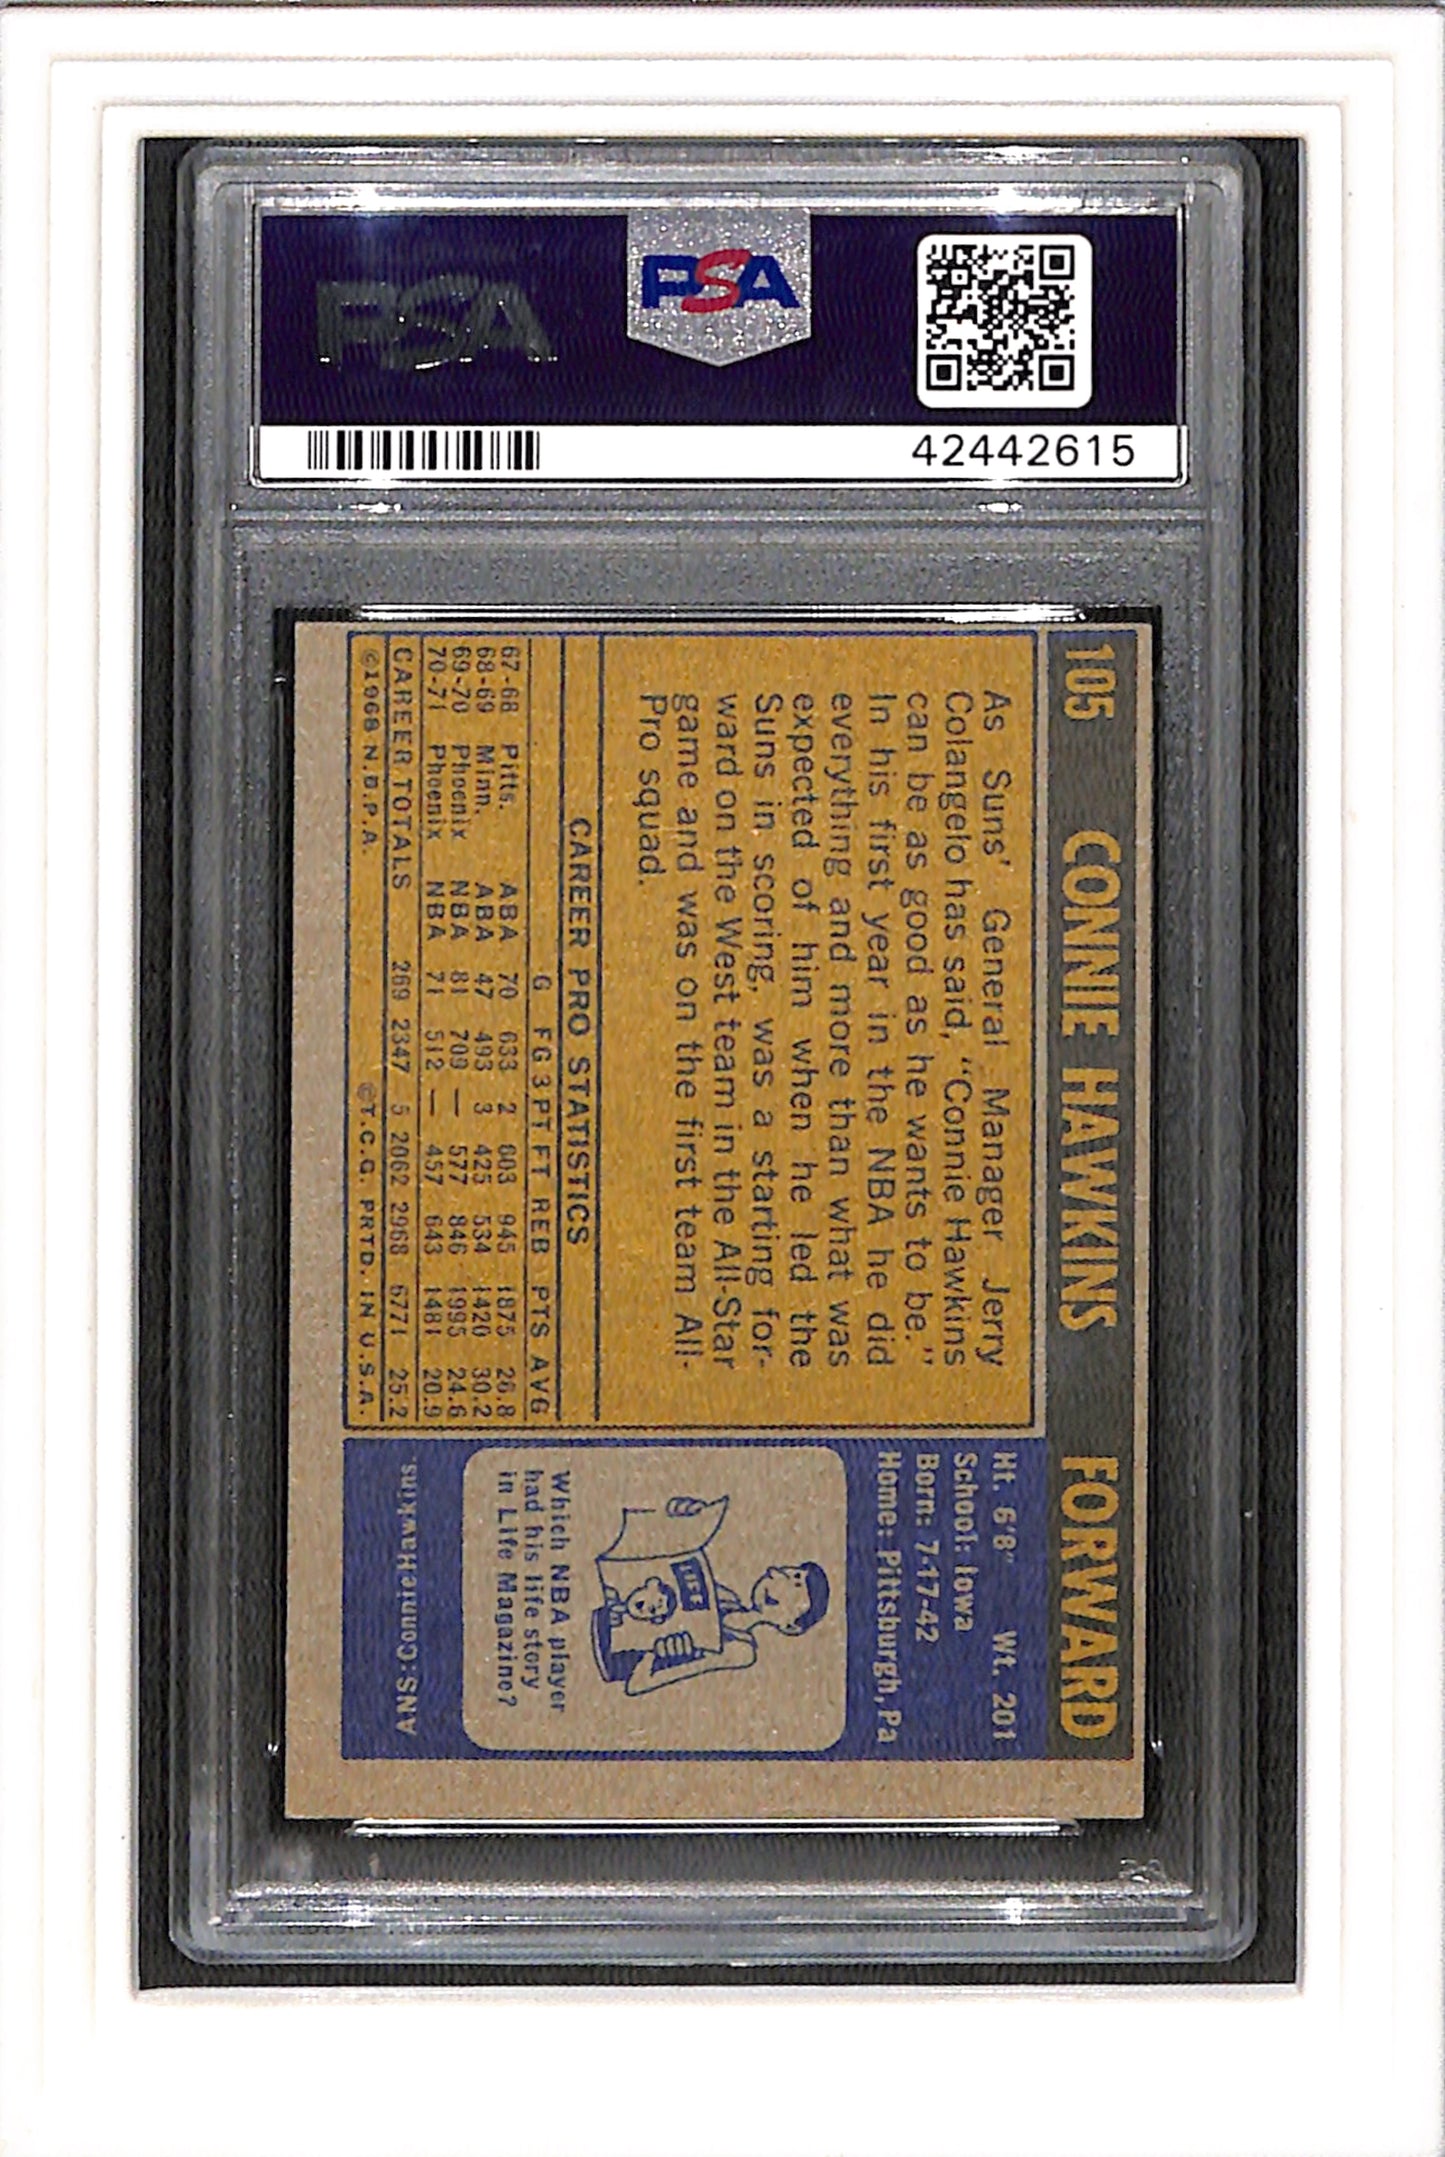 PSA
PSA
42442615
105 CONNIE HAWKINS FORWARD
As Suns' General Manager Jerry
Colangelo has said, "Connie Hawkins
can be as good as he wants to be."
In his first year in the NBA he did
everything and more than what was
expected of him when he led the
Suns in scoring, was a starting for-
ward on the West team in the All-Star
game and was on the first team All-
Pro squad.
CAREER PRO STATISTICS
G FG 3PT FT REB PTS AVG
67-68 Pitts. ABA 70 633 2 603 945 1875 26.8
68-69 Minn. ABA 47 493 3 425 534 1420 30.2
69-70 Phoenix NBA 81 709 — 577 846 1995 24.6
70-71 Phoenix NBA 71 512 — 457 643 1481 20.9
CAREER TOTALS 269 2347 5 2062 2968 6771 25.2
©1968 N.B.P.A. ©T.C.G. PRTD. IN U.S.A.
Ht. 6'8" Wt. 201
School: Iowa
Born: 7-17-42
Home: Pittsburgh, Pa
LIFE
Which NBA player
had his life story
in Life Magazine?
ANS: Connie Hawkins.